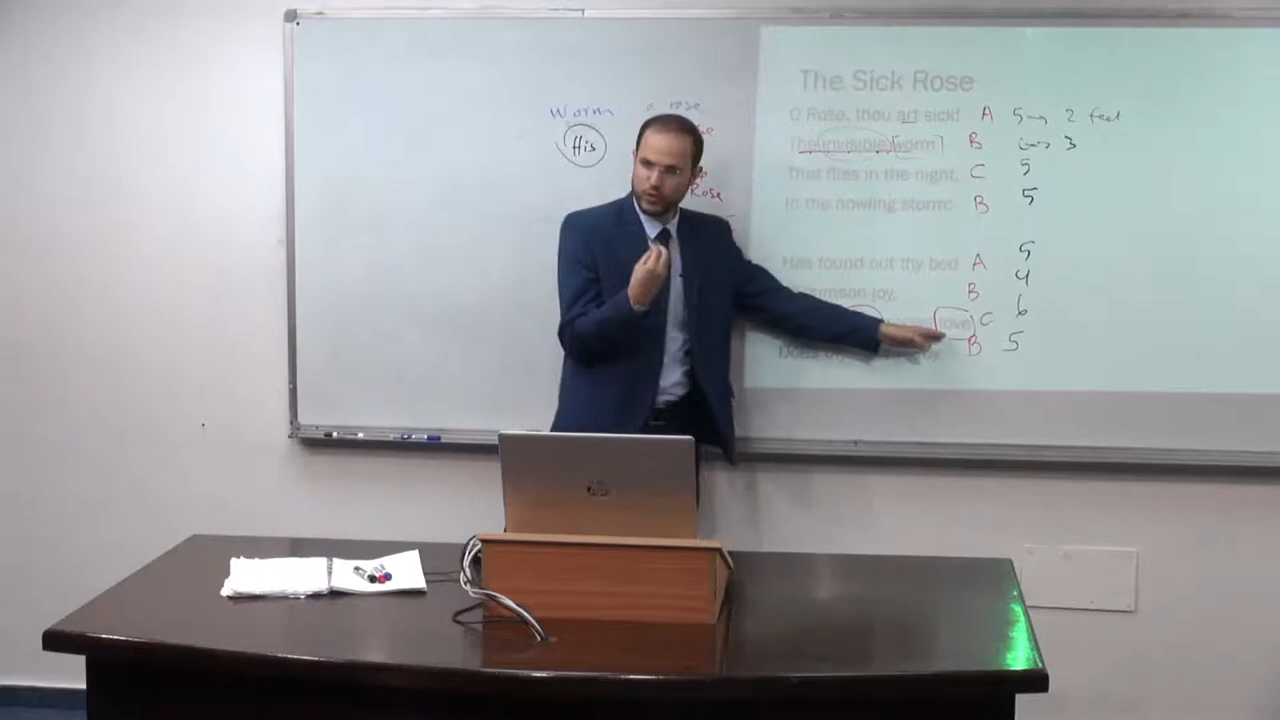 Worm a rose
His
Rose
The Sick Rose
O Rose, thou art sick! A 5 → 2 feet
The invisible worm B 3
That flies in the night, C 5
In the howling storm: B 5
Has found out thy bed A 5
crimson joy, B 4
love C 6
Does B 5
hp